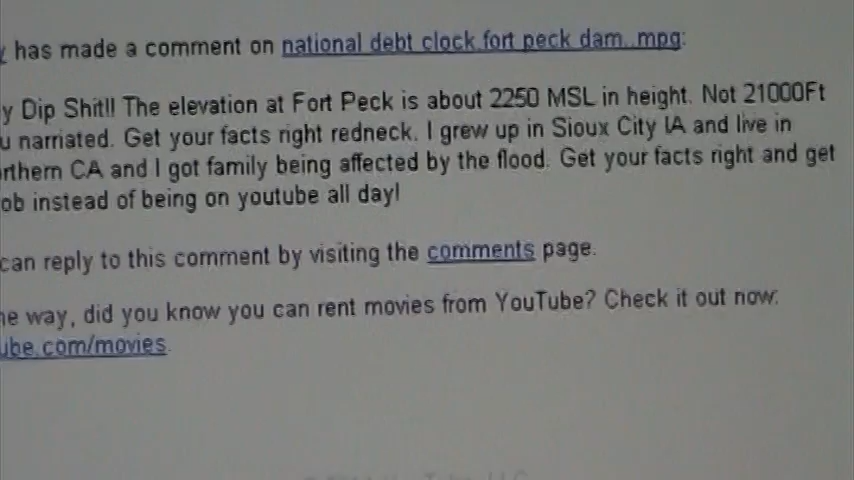 has made a comment on national debt clock fort peck dam..mpg:
y Dip Shit!! The elevation at Fort Peck is about 2250 MSL in height. Not 21000Ft
u narriated. Get your facts right redneck. I grew up in Sioux City IA and live in
rthern CA and I got family being affected by the flood. Get your facts right and get
ob instead of being on youtube all day!
can reply to this comment by visiting the comments page.
he way, did you know you can rent movies from YouTube? Check it out now:
ube.com/movies.